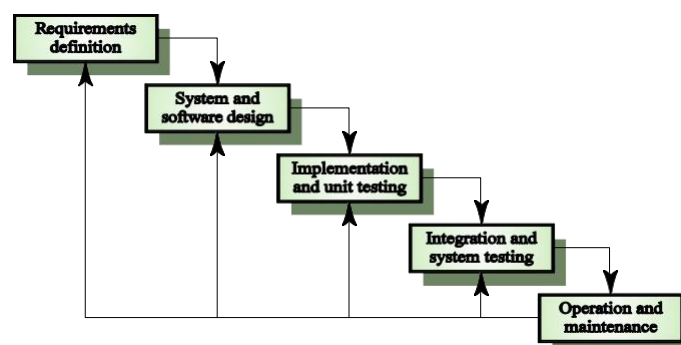 Requirements
definition
System and
software design
Implementation
and unit testing
Integration and
system testing
Operation and
maintenance